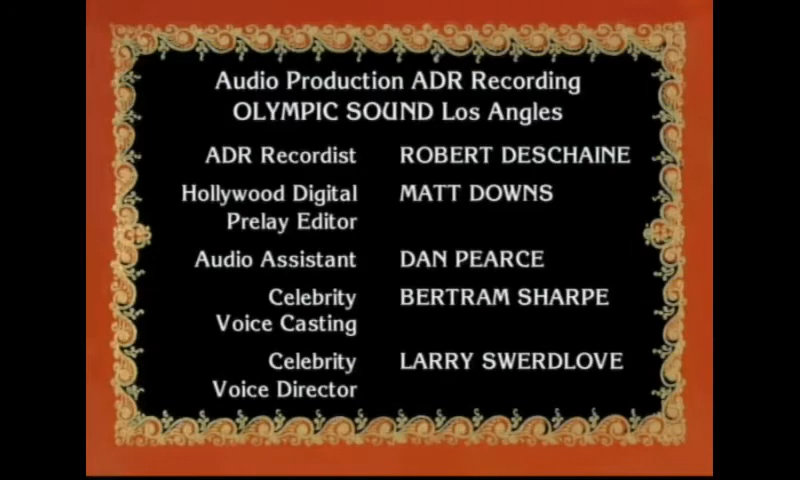 Audio Production ADR Recording
OLYMPIC SOUND Los Angeles
ADR Recordist ROBERT DESCHAINE
Hollywood Digital MATT DOWNS
Prelay Editor
Audio Assistant DAN PEARCE
Celebrity BERTRAM SHARPE
Voice Casting
Celebrity LARRY SWERDLOVE
Voice Director